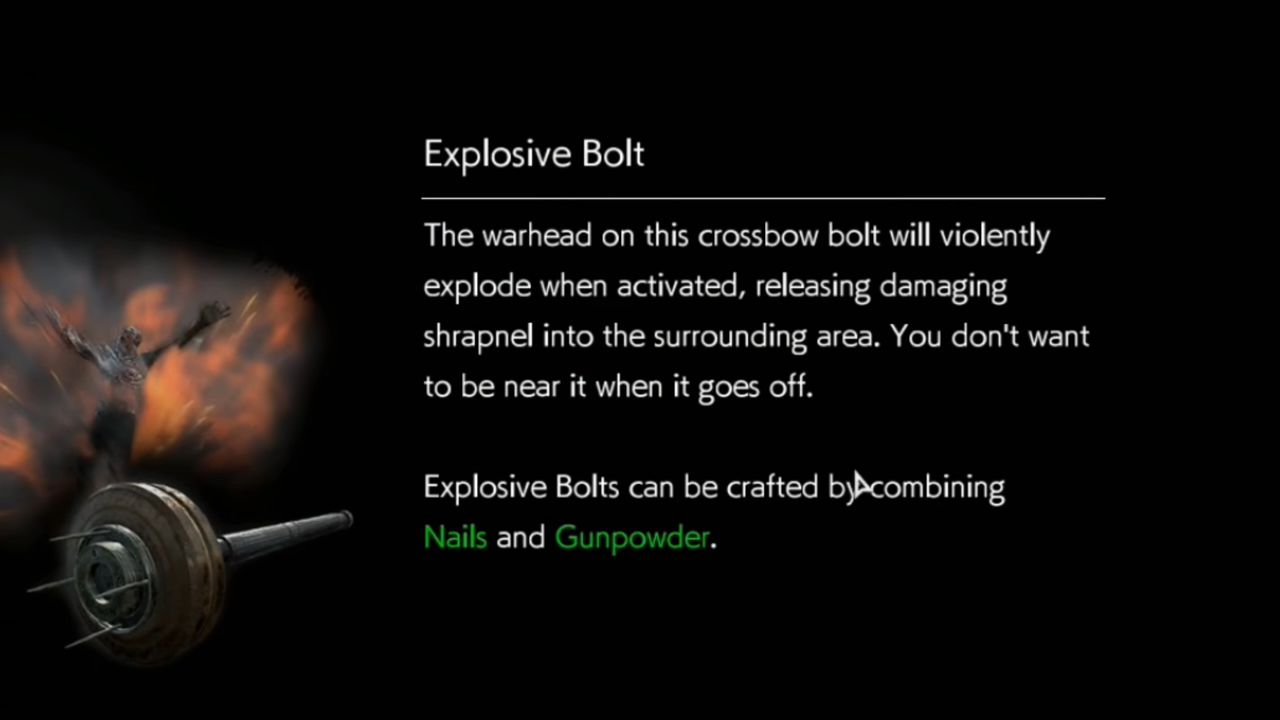 Explosive Bolt
The warhead on this crossbow bolt will violently
explode when activated, releasing damaging
shrapnel into the surrounding area. You don't want
to be near it when it goes off.
Explosive Bolts can be crafted by combining
Nails and Gunpowder.